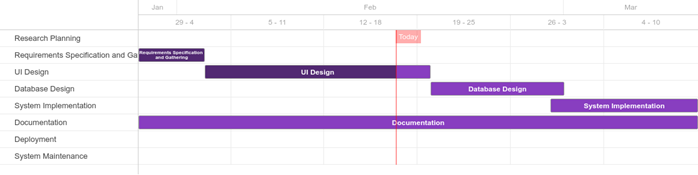 Jan Feb Mar
29 - 4 5 - 11 12 - 18 19 - 25 26 - 3 4 - 10
Research Planning Today
Requirements Specification and Ga Requirements Specification
and Gathering
UI Design UI Design
Database Design Database Design
System Implementation System Implementation
Documentation Documentation
Deployment
System Maintenance